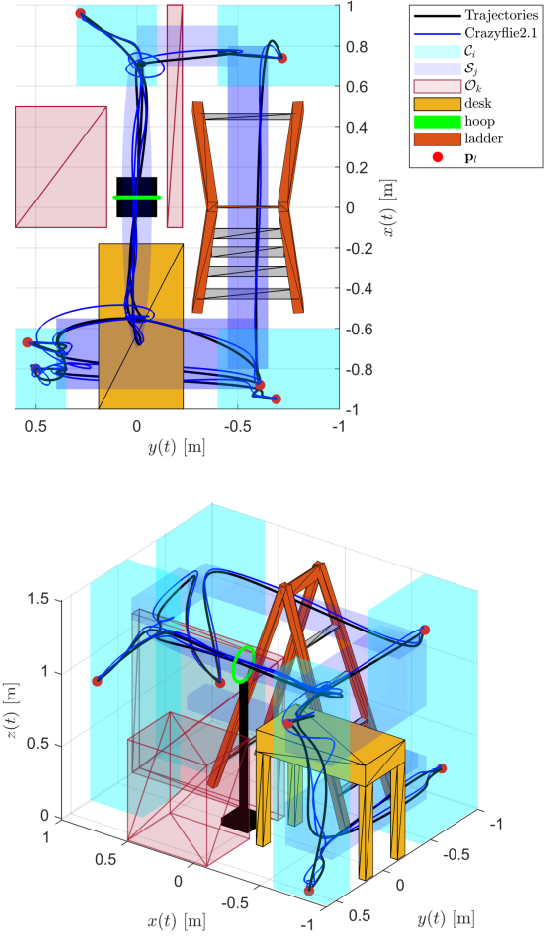 Trajectories
Crazyflie2.1
𝒞ᵢ
𝒮ⱼ
𝒪ₖ
desk
hoop
ladder
𝐩ₗ
1
0.8
0.6
0.4
0.2
0
-0.2
-0.4
-0.6
-0.8
-1
x(t) [m]
0.5
0
-0.5
-1
y(t) [m]
1.5
1
0.5
0
z(t) [m]
1
0.5
0
-0.5
-1
x(t) [m]
-1
-0.5
0
0.5
y(t) [m]